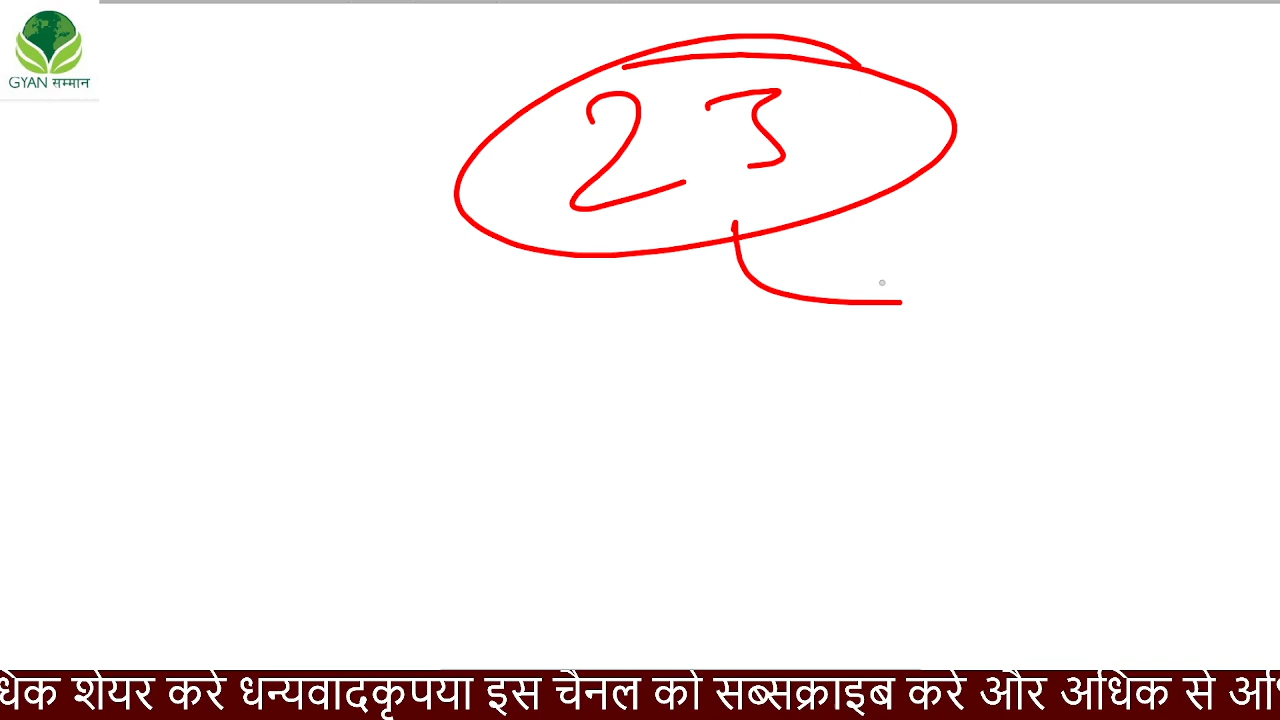 GYAN सम्मान
23
धिक शेयर करे धन्यवादकृपया इस चैनल को सब्सक्राइब करे और अधिक से